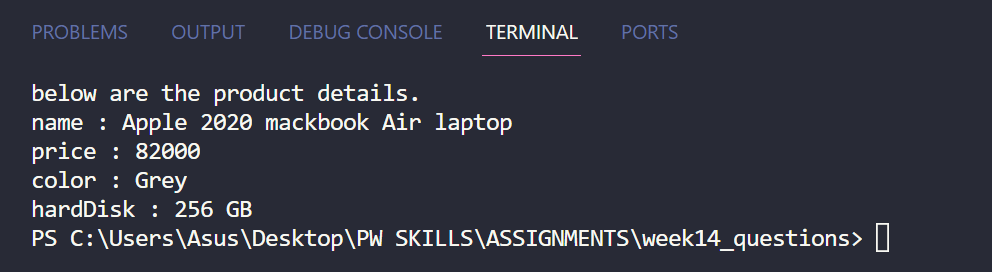 PROBLEMS OUTPUT DEBUG CONSOLE TERMINAL PORTS
below are the product details.
name : Apple 2020 mackbook Air laptop
price : 82000
color : Grey
hardDisk : 256 GB
PS C:\Users\Asus\Desktop\PW SKILLS\ASSIGNMENTS\week14_questions>